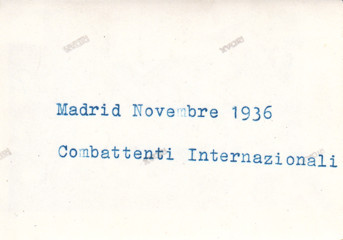 Madrid Novembre 1936
Combattenti Internazionali